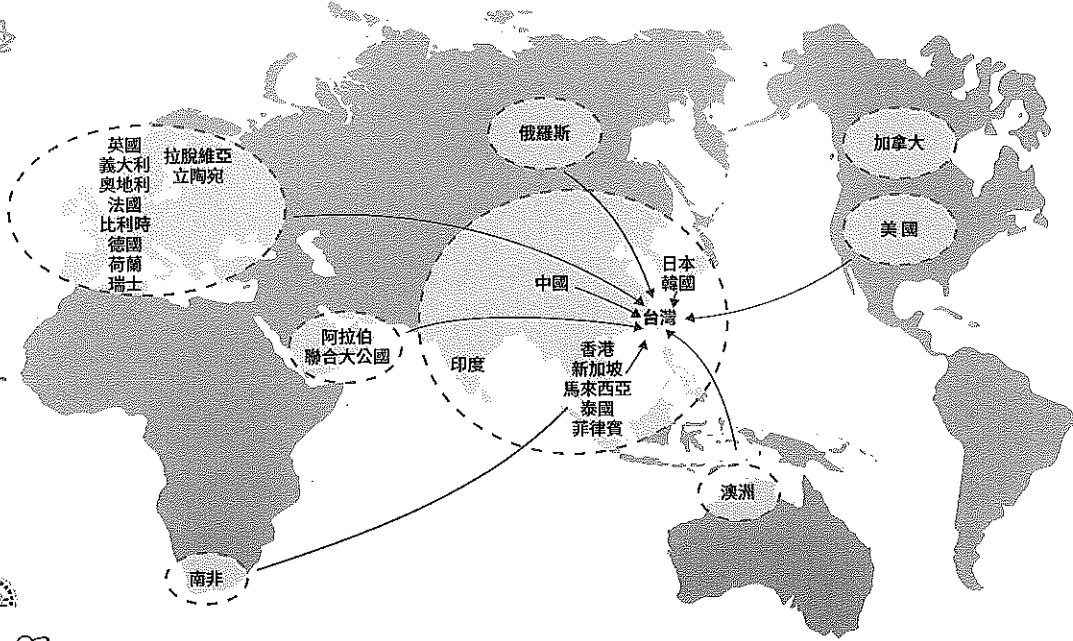 英國
義大利
奧地利
法國
比利時
德國
荷蘭
瑞士
拉脫維亞
立陶宛
俄羅斯
加拿大
美國
中國
日本
韓國
台灣
阿拉伯
聯合大公國
印度
香港
新加坡
馬來西亞
泰國
菲律賓
澳洲
南非